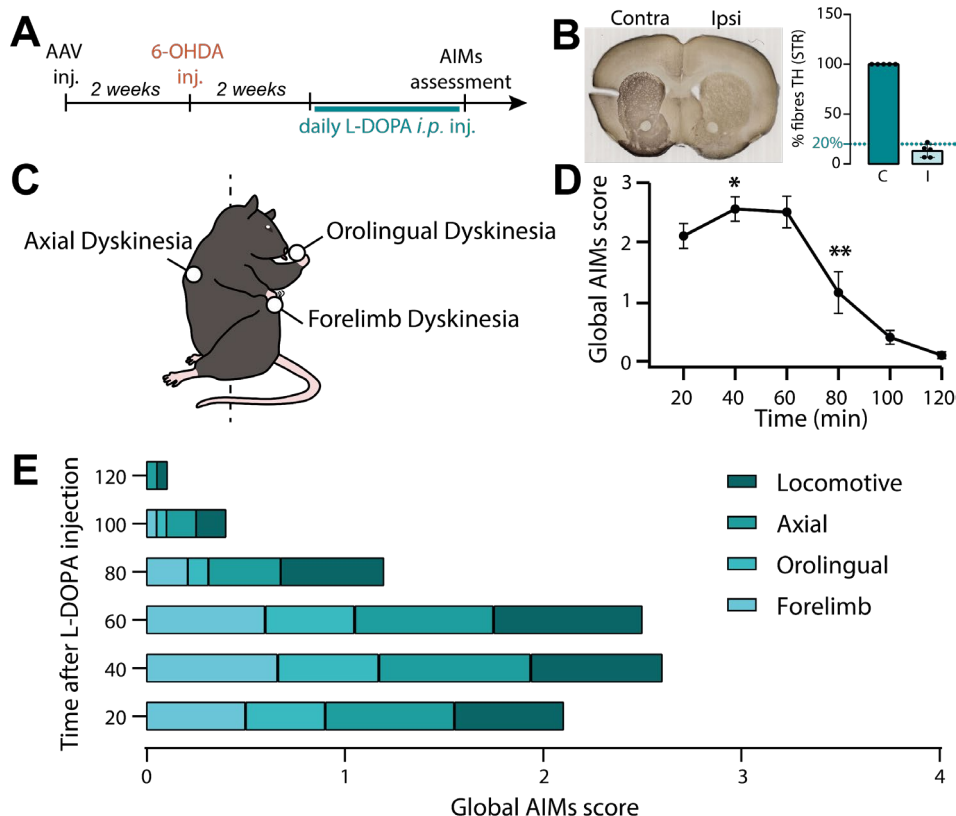 A
AAV
inj.
6-OHDA
inj.
AIMs
assessment
2 weeks
2 weeks
daily L-DOPA i.p. inj.
B
Contra
Ipsi
% fibres TH (STR)
150
100
50
20%
0
C
I
C
Axial Dyskinesia
Orolingual Dyskinesia
Forelimb Dyskinesia
D
Global AIMs score
3
2
1
0
*
**
20 40 60 80 100 120
Time (min)
E
Time after L-DOPA injection
120
100
80
60
40
20
0 1 2 3 4
Global AIMs score
Locomotive
Axial
Orolingual
Forelimb